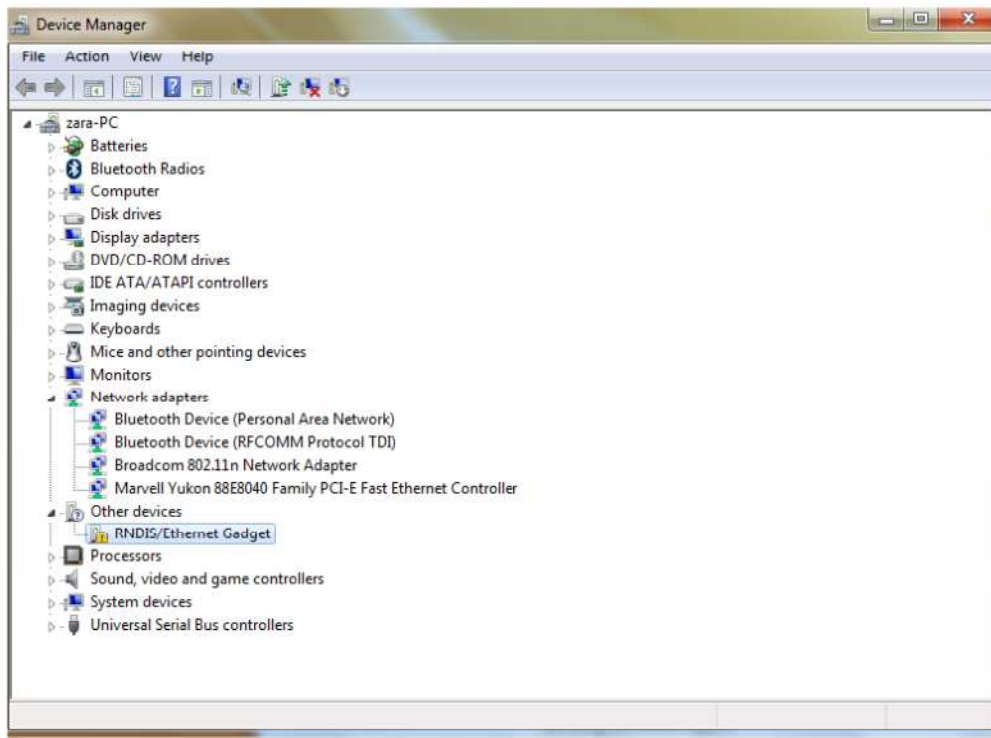 Device Manager
File Action View Help
zara-PC
Batteries
Bluetooth Radios
Computer
Disk drives
Display adapters
DVD/CD-ROM drives
IDE ATA/ATAPI controllers
Imaging devices
Keyboards
Mice and other pointing devices
Monitors
Network adapters
Bluetooth Device (Personal Area Network)
Bluetooth Device (RFCOMM Protocol TDI)
Broadcom 802.11n Network Adapter
Marvell Yukon 88E8040 Family PCI-E Fast Ethernet Controller
Other devices
RNDIS/Ethernet Gadget
Processors
Sound, video and game controllers
System devices
Universal Serial Bus controllers